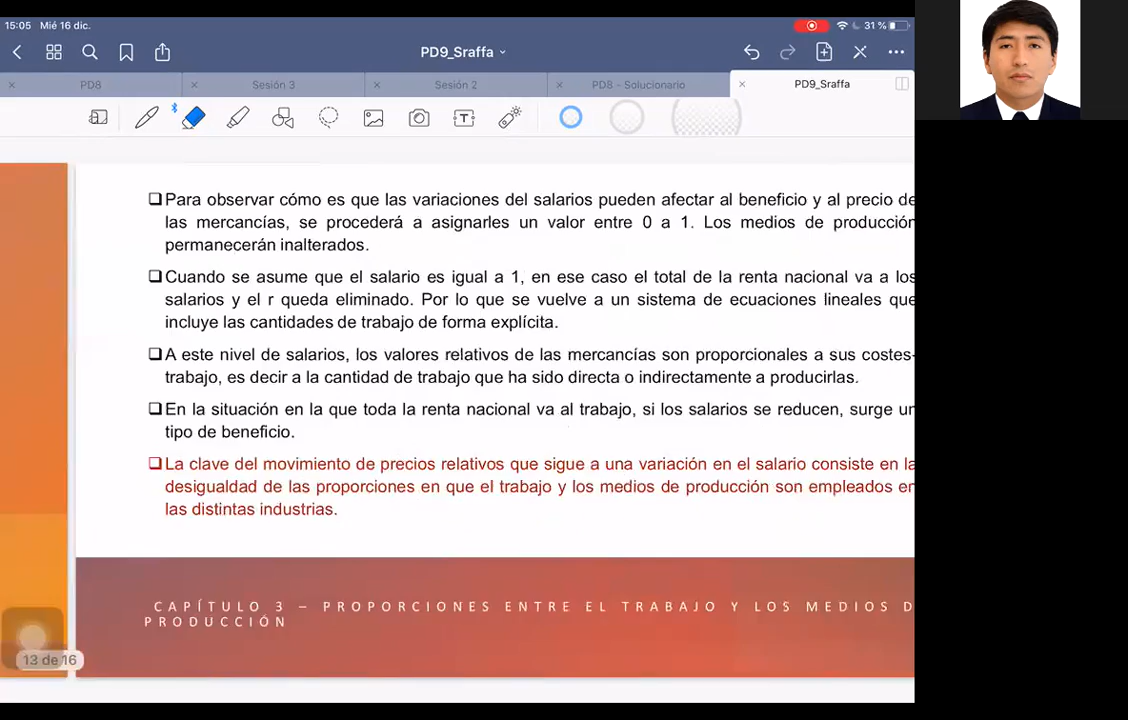 15:05 Mié 16 dic.
31 %
PD9_Sraffa
PD8
Sesión 3
Sesión 2
PD8 - Solucionario
PD9_Sraffa
Para observar cómo es que las variaciones del salarios pueden afectar al beneficio y al precio de
las mercancías, se procederá a asignarles un valor entre 0 a 1. Los medios de producción
permanecerán inalterados.
Cuando se asume que el salario es igual a 1, en ese caso el total de la renta nacional va a los
salarios y el r queda eliminado. Por lo que se vuelve a un sistema de ecuaciones lineales que
incluye las cantidades de trabajo de forma explícita.
A este nivel de salarios, los valores relativos de las mercancías son proporcionales a sus costes-
trabajo, es decir a la cantidad de trabajo que ha sido directa o indirectamente a producirlas.
En la situación en la que toda la renta nacional va al trabajo, si los salarios se reducen, surge un
tipo de beneficio.
La clave del movimiento de precios relativos que sigue a una variación en el salario consiste en la
desigualdad de las proporciones en que el trabajo y los medios de producción son empleados en
las distintas industrias.
CAPÍTULO 3 – PROPORCIONES ENTRE EL TRABAJO Y LOS MEDIOS D
PRODUCCIÓN
13 de 16